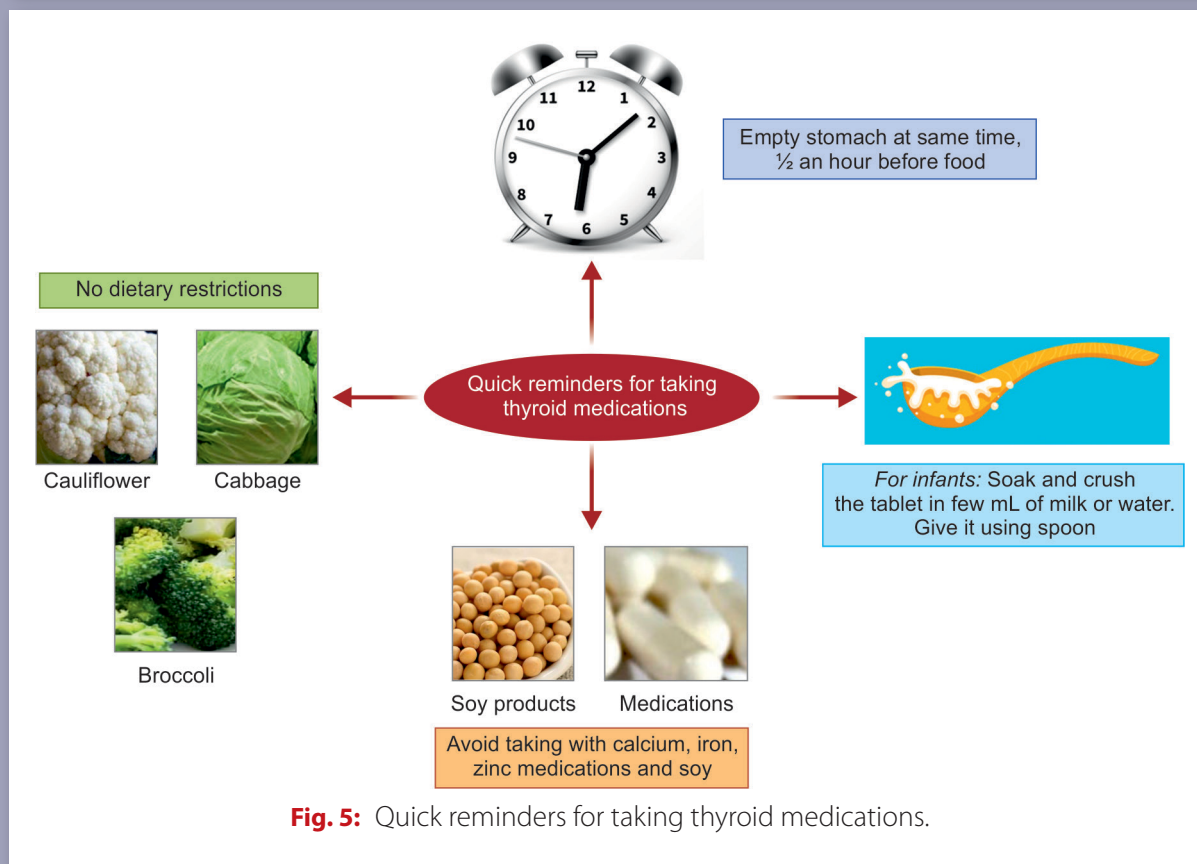 12
11
1
10
2
9
3
8
4
7
5
6
Empty stomach at same time,
½ an hour before food
No dietary restrictions
Cauliflower
Cabbage
Broccoli
Quick reminders for taking
thyroid medications
For infants: Soak and crush
the tablet in few mL of milk or water.
Give it using spoon
Soy products
Medications
Avoid taking with calcium, iron,
zinc medications and soy
Fig. 5: Quick reminders for taking thyroid medications.